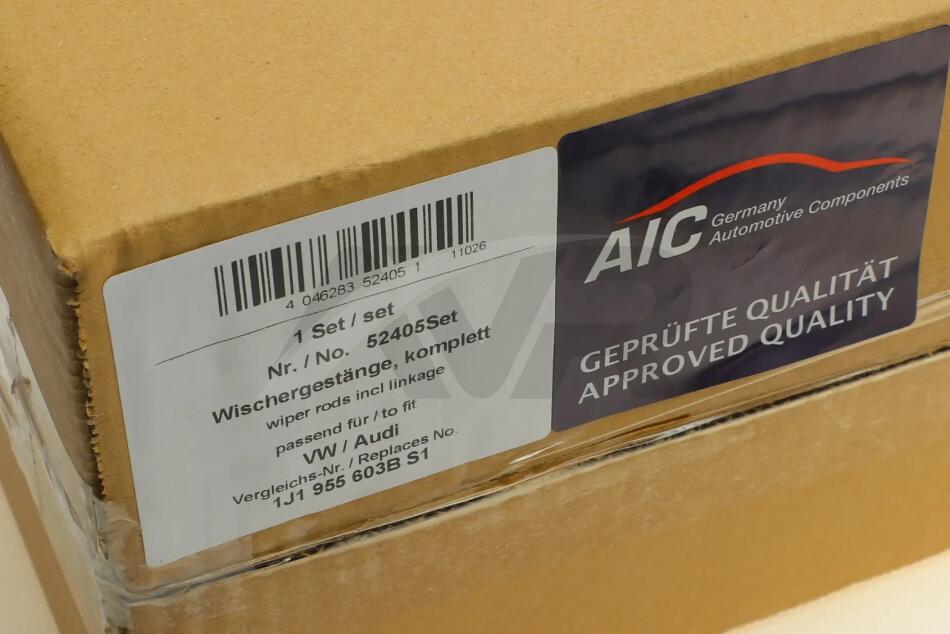 4 046283 52405 1 11026
1 Set / set
Nr. / No. 52405Set
Wischergestänge, komplett
wiper rods incl linkage
passend für / to fit
VW / Audi
Vergleichs-Nr. / Replaces No.
1J1 955 603B S1
AIC Germany
Automotive Components
GEPRÜFTE QUALITÄT
APPROVED QUALITY